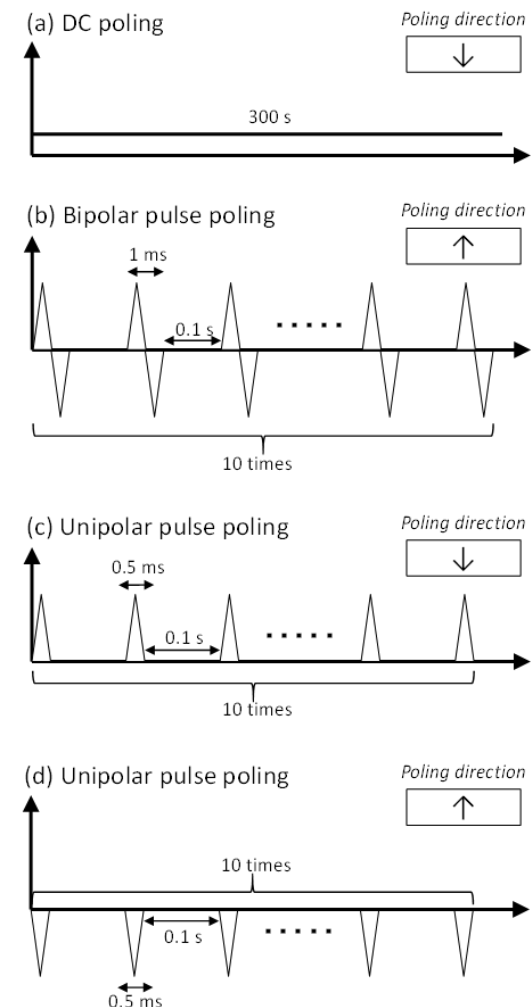 (a) DC poling
Poling direction
↓
300 s
(b) Bipolar pulse poling
Poling direction
↑
1 ms
0.1 s
.....
10 times
(c) Unipolar pulse poling
Poling direction
↓
0.5 ms
0.1 s
.....
10 times
(d) Unipolar pulse poling
Poling direction
↑
10 times
0.1 s
.....
0.5 ms